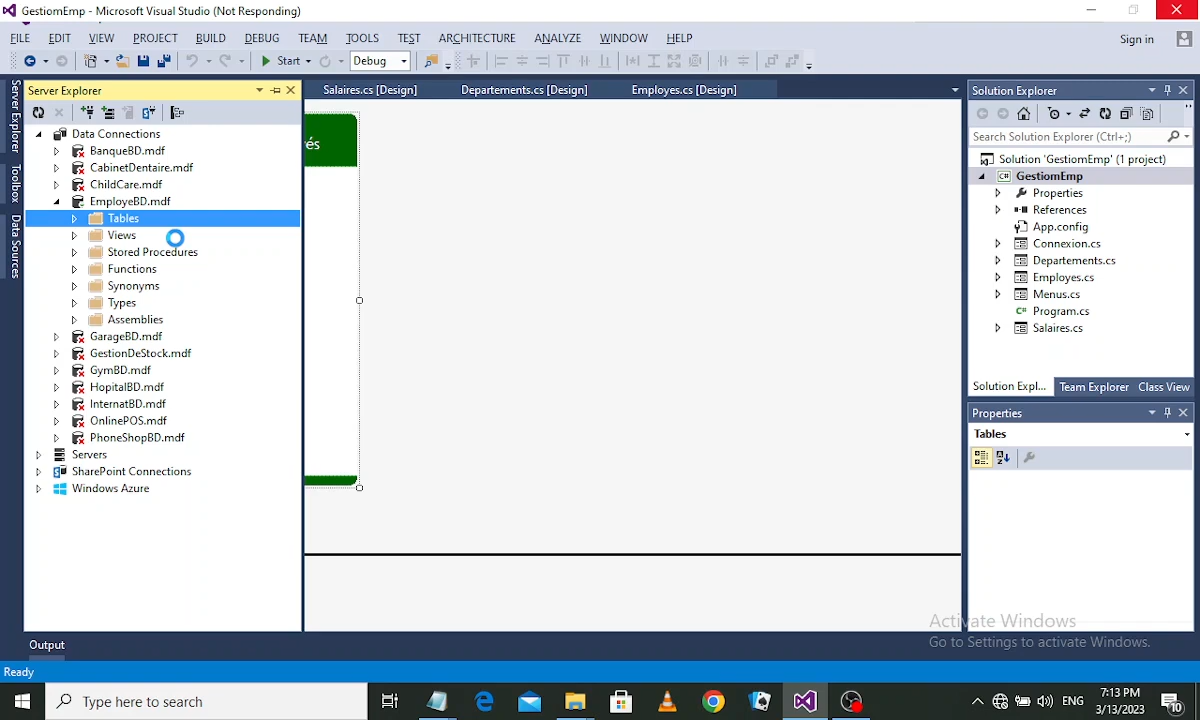 GestiomEmp - Microsoft Visual Studio (Not Responding)
FILE EDIT VIEW PROJECT BUILD DEBUG TEAM TOOLS TEST ARCHITECTURE ANALYZE WINDOW HELP
Sign in
Start Debug
Server Explorer
Toolbox
Data Sources
Server Explorer
Data Connections
BanqueBD.mdf
CabinetDentaire.mdf
ChildCare.mdf
EmployeBD.mdf
Tables
Views
Stored Procedures
Functions
Synonyms
Types
Assemblies
GarageBD.mdf
GestionDeStock.mdf
GymBD.mdf
HopitalBD.mdf
InternatBD.mdf
OnlinePOS.mdf
PhoneShopBD.mdf
Servers
SharePoint Connections
Windows Azure
Salaires.cs [Design] Departements.cs [Design] Employes.cs [Design]
és
Solution Explorer
Search Solution Explorer (Ctrl+;)
Solution 'GestiomEmp' (1 project)
GestiomEmp
Properties
References
App.config
Connexion.cs
Departements.cs
Employes.cs
Menus.cs
Program.cs
Salaires.cs
Solution Expl... Team Explorer Class View
Properties
Tables
Activate Windows
Go to Settings to activate Windows.
Output
Ready
Type here to search
ENG
7:13 PM
3/13/2023
10